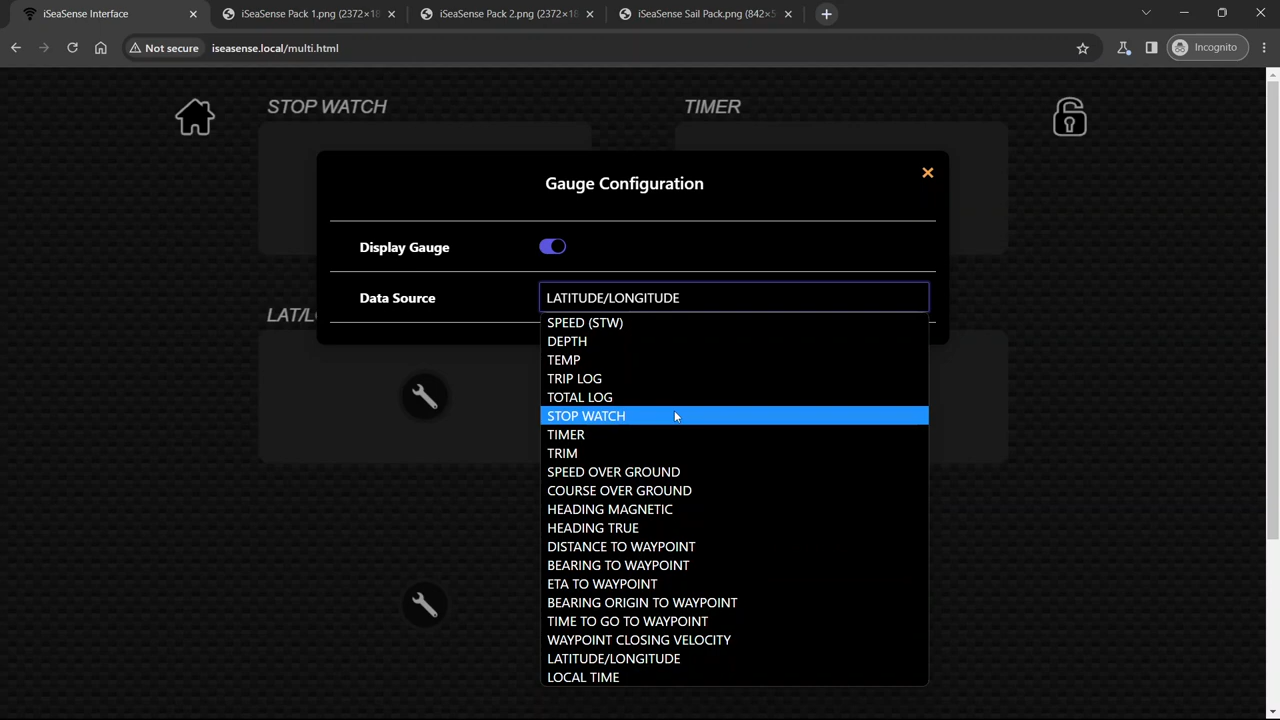 iSeaSense Interface
iSeaSense Pack 1.png (2372×18
iSeaSense Pack 2.png (2372×18
iSeaSense Sail Pack.png (842×5
Not secure
iseasense.local/multi.html
Incognito
STOP WATCH
TIMER
Gauge Configuration
Display Gauge
Data Source
LATITUDE/LONGITUDE
LAT/L
SPEED (STW)
DEPTH
TEMP
TRIP LOG
TOTAL LOG
STOP WATCH
TIMER
TRIM
SPEED OVER GROUND
COURSE OVER GROUND
HEADING MAGNETIC
HEADING TRUE
DISTANCE TO WAYPOINT
BEARING TO WAYPOINT
ETA TO WAYPOINT
BEARING ORIGIN TO WAYPOINT
TIME TO GO TO WAYPOINT
WAYPOINT CLOSING VELOCITY
LATITUDE/LONGITUDE
LOCAL TIME